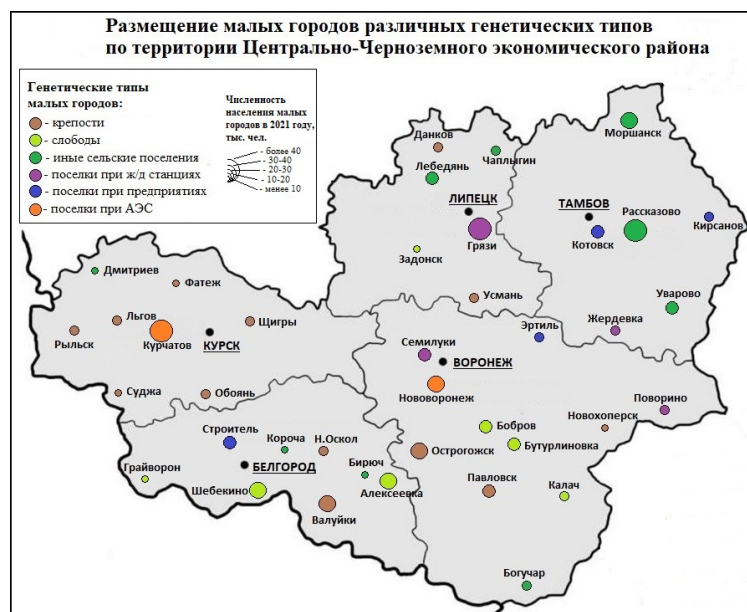 Размещение малых городов различных генетических типов
по территории Центрально-Черноземного экономического района
Генетические типы
малых городов:
- крепости
- слободы
- иные сельские поселения
- поселки при ж/д станциях
- поселки при предприятиях
- поселки при АЭС
Численность
населения малых
городов в 2021 году,
тыс. чел.
- более 40
- 30-40
- 20-30
- 10-20
- менее 10
Моршанск
Данков
Чаплыгин
Лебедянь
ЛИПЕЦК
ТАМБОВ
Рассказово
Кирсанов
Котовск
Грязи
Задонск
Дмитриев
Фатеж
Усмань
Уварово
Жердевка
Эртиль
Льгов
Щигры
Рыльск
Курчатов
КУРСК
Семилуки
ВОРОНЕЖ
Нововоронеж
Поворино
Суджа
Обоянь
Новохоперск
Бобров
Строитель
Короча
Н.Оскол
Острогожск
Бутурлиновка
Грайворон
БЕЛГОРОД
Бирюч
Шебекино
Алексеевка
Павловск
Калач
Валуйки
Богучар